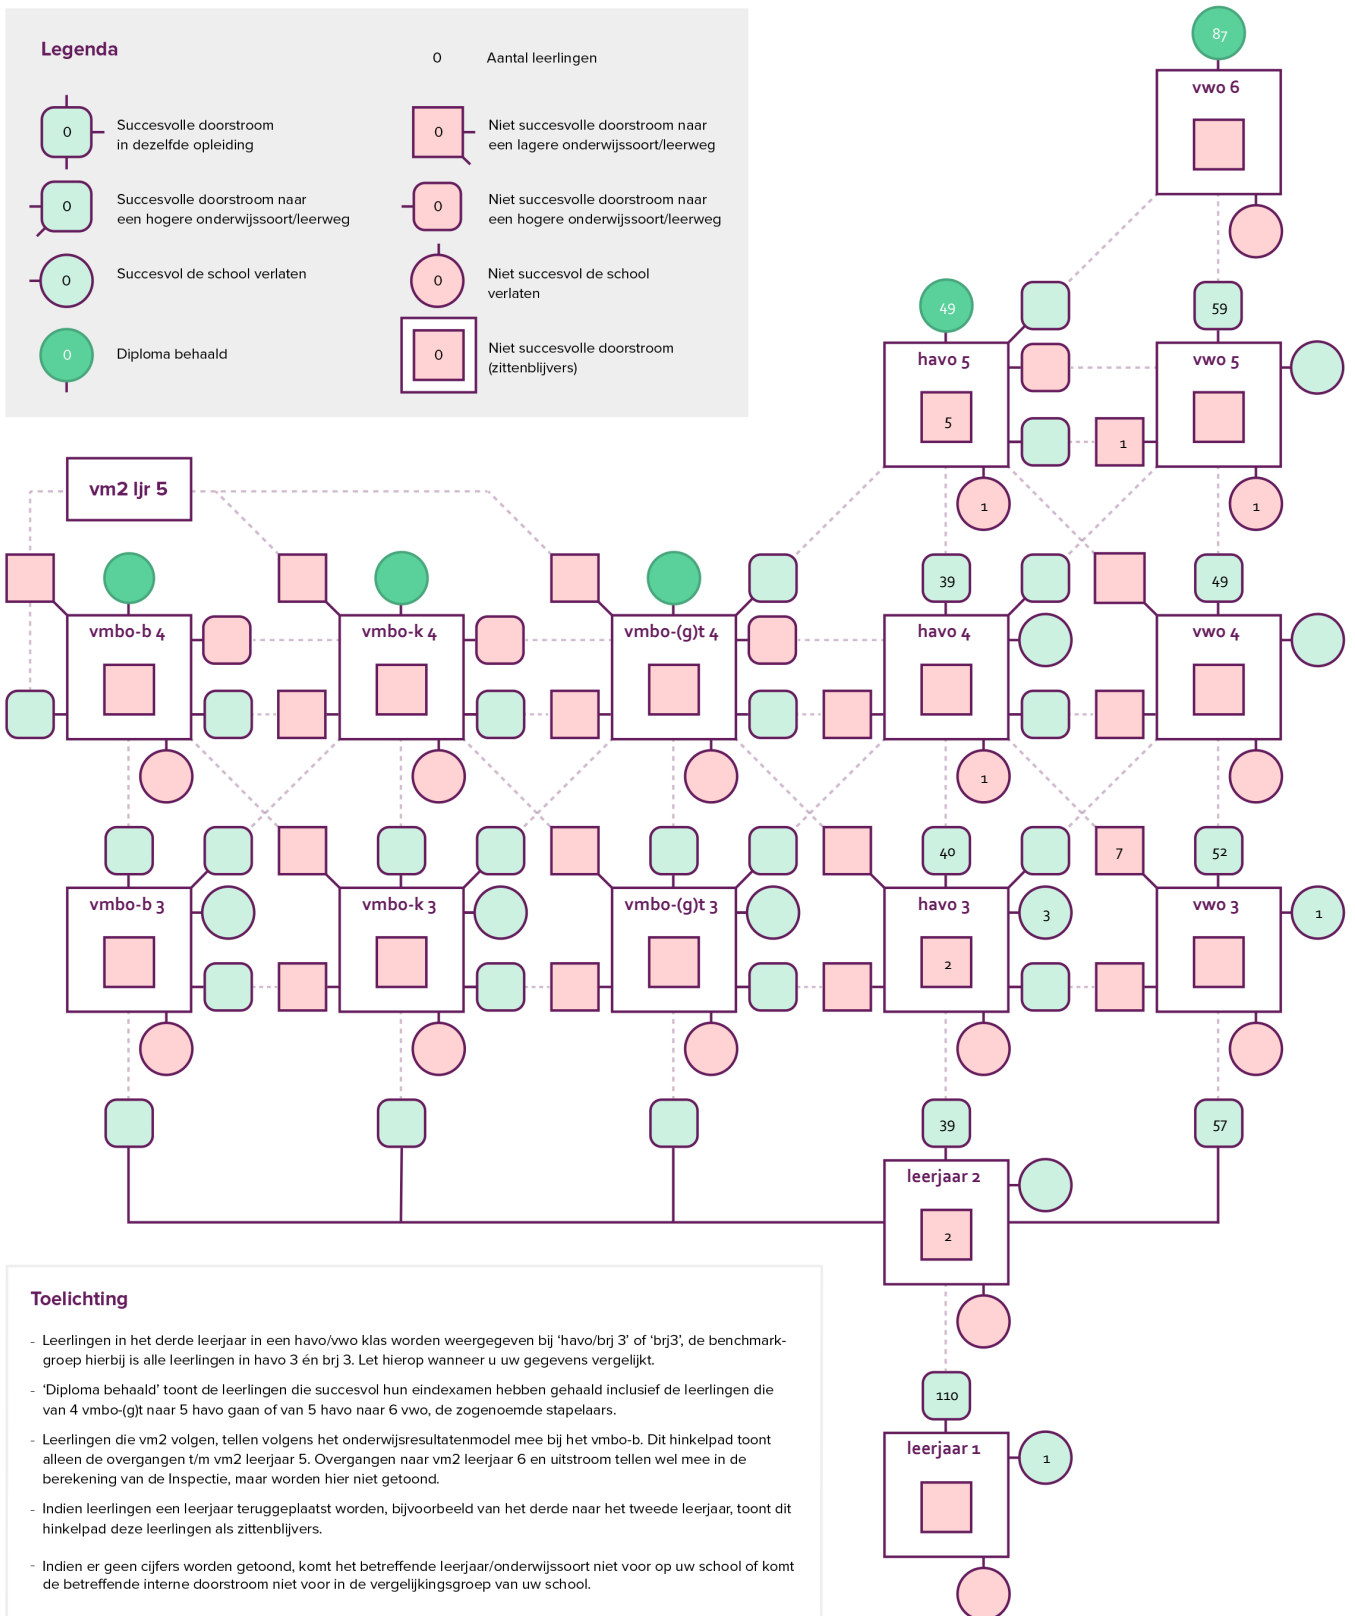 Legenda
0 Aantal leerlingen
0 Succesvolle doorstroom
in dezelfde opleiding
0 Niet succesvolle doorstroom naar
een lagere onderwijssoort/leerweg
0 Succesvolle doorstroom naar
een hogere onderwijssoort/leerweg
0 Niet succesvolle doorstroom naar
een hogere onderwijssoort/leerweg
0 Succesvol de school verlaten
0 Niet succesvol de school
verlaten
0 Diploma behaald
0 Niet succesvolle doorstroom
(zittenblijvers)
87
vwo 6
49
59
havo 5
vwo 5
5
1
1
1
vm2 ljr 5
39
49
vmbo-b 4
vmbo-k 4
vmbo-(g)t 4
havo 4
vwo 4
1
40
7
52
vmbo-b 3
vmbo-k 3
vmbo-(g)t 3
havo 3
vwo 3
3
1
2
39
57
leerjaar 2
2
110
leerjaar 1
1
Toelichting
- Leerlingen in het derde leerjaar in een havo/vwo klas worden weergegeven bij ‘havo/brj 3’ of ‘brj3’, de benchmark-
groep hierbij is alle leerlingen in havo 3 én brj 3. Let hierop wanneer u uw gegevens vergelijkt.
- ‘Diploma behaald’ toont de leerlingen die succesvol hun eindexamen hebben gehaald inclusief de leerlingen die
van 4 vmbo-(g)t naar 5 havo gaan of van 5 havo naar 6 vwo, de zogenoemde stapelaars.
- Leerlingen die vm2 volgen, tellen volgens het onderwijsresultatenmodel mee bij het vmbo-b. Dit hinkelpad toont
alleen de overgangen t/m vm2 leerjaar 5. Overgangen naar vm2 leerjaar 6 en uitstroom tellen wel mee in de
berekening van de Inspectie, maar worden hier niet getoond.
- Indien leerlingen een leerjaar teruggeplaatst worden, bijvoorbeeld van het derde naar het tweede leerjaar, toont dit
hinkelpad deze leerlingen als zittenblijvers.
- Indien er geen cijfers worden getoond, komt het betreffende leerjaar/onderwijssoort niet voor op uw school of komt
de betreffende interne doorstroom niet voor in de vergelijkingsgroep van uw school.